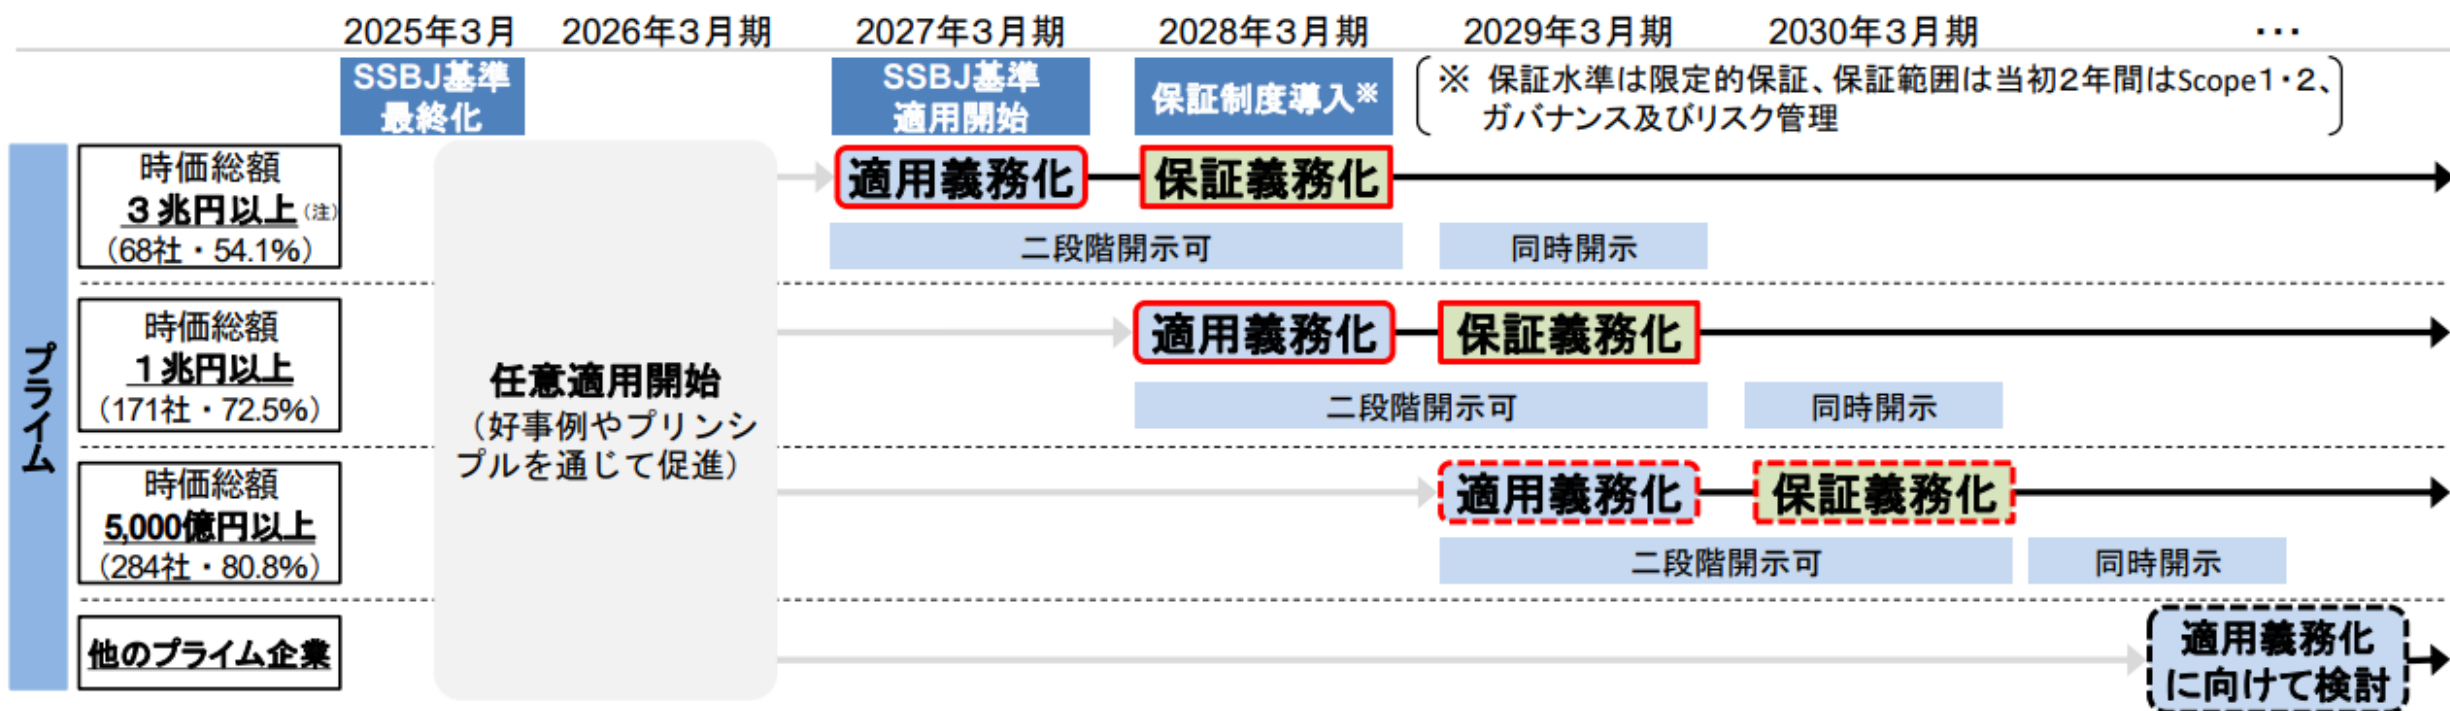 2025年３月 2026年３月期 2027年３月期 2028年３月期 2029年３月期 2030年３月期 ･･･
SSBJ基準
最終化
SSBJ基準
適用開始
保証制度導入※
※ 保証水準は限定的保証、保証範囲は当初２年間はScope１・２、
ガバナンス及びリスク管理
プライム
時価総額
３兆円以上（注）
（68社・54.1%）
適用義務化
保証義務化
二段階開示可
同時開示
時価総額
１兆円以上
（171社・72.5%）
適用義務化
保証義務化
二段階開示可
同時開示
任意適用開始
（好事例やプリンシ
プルを通じて促進）
時価総額
5,000億円以上
（284社・80.8%）
適用義務化
保証義務化
二段階開示可
同時開示
他のプライム企業
適用義務化
に向けて検討